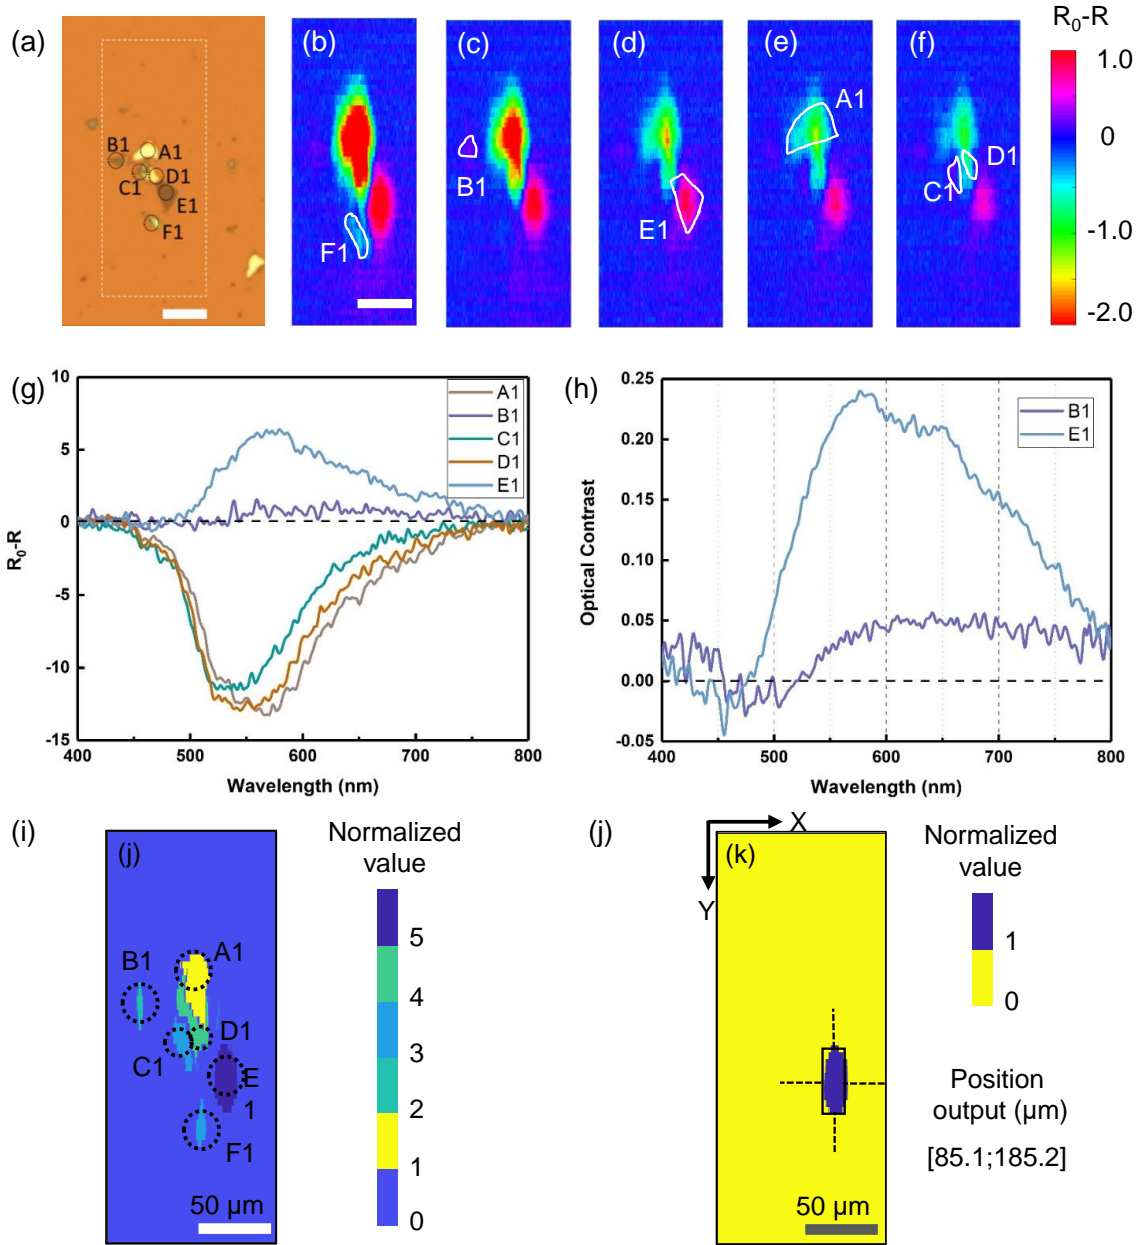 (a)
B1
A1
C1
D1
E1
F1
(b)
F1
(c)
B1
(d)
E1
(e)
A1
(f)
D1
C1
R0-R
1.0
0
-1.0
-2.0
(g)
10
5
0
-5
-10
-15
R0-R
400
500
600
700
800
Wavelength (nm)
A1
B1
C1
D1
E1
(h)
0.25
0.20
0.15
0.10
0.05
0.00
-0.05
Optical Contrast
400
500
600
700
800
Wavelength (nm)
B1
E1
(i)
(j)
A1
B1
D1
C1
E
1
F1
50 µm
Normalized
value
5
4
3
2
1
0
(j)
X
Y
(k)
50 µm
Normalized
value
1
0
Position
output (µm)
[85.1;185.2]